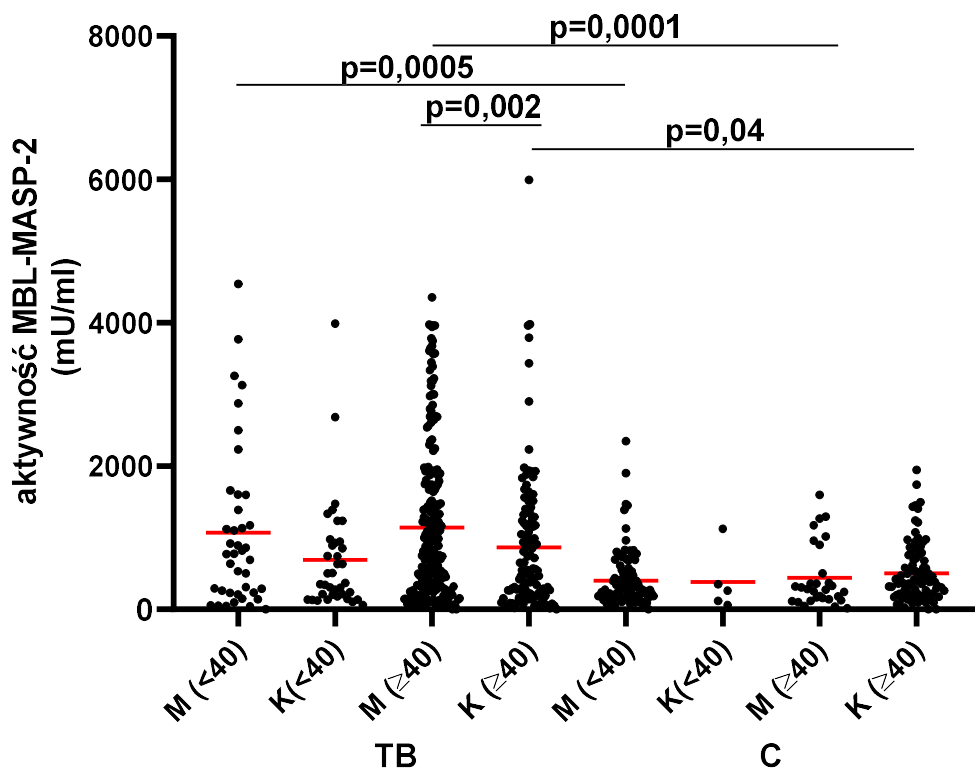 p=0,0001
p=0,0005
p=0,002
p=0,04
aktywność MBL-MASP-2
(mU/ml)
8000
6000
4000
2000
0
M (<40)
K(<40)
M (≥40)
K (≥40)
M (<40)
K(<40)
M (≥40)
K (≥40)
TB
C